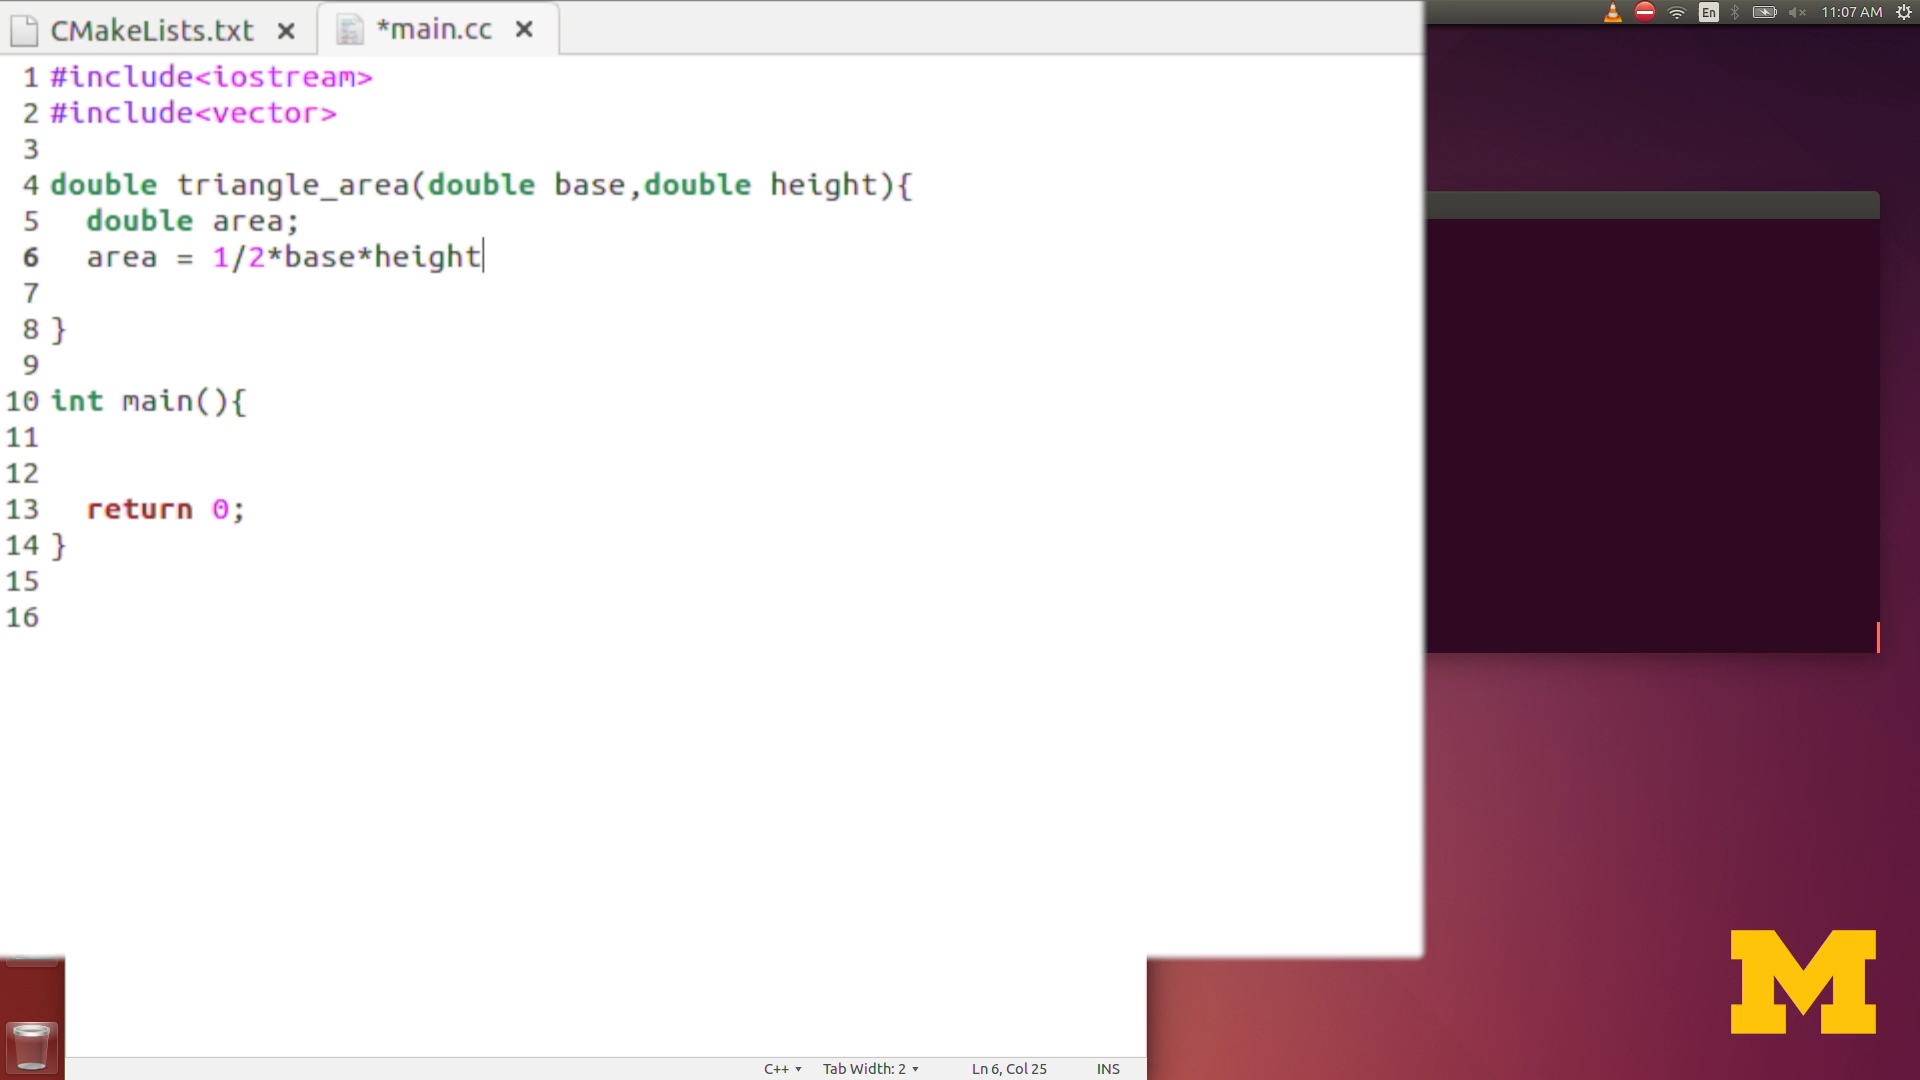 CMakeLists.txt × *main.cc ×
En 11:07 AM
1 #include<iostream>
2 #include<vector>
3
4 double triangle_area(double base,double height){
5   double area;
6   area = 1/2*base*height
7
8 }
9
10 int main(){
11
12
13   return 0;
14 }
15
16
M
C++ Tab Width: 2 Ln 6, Col 25 INS